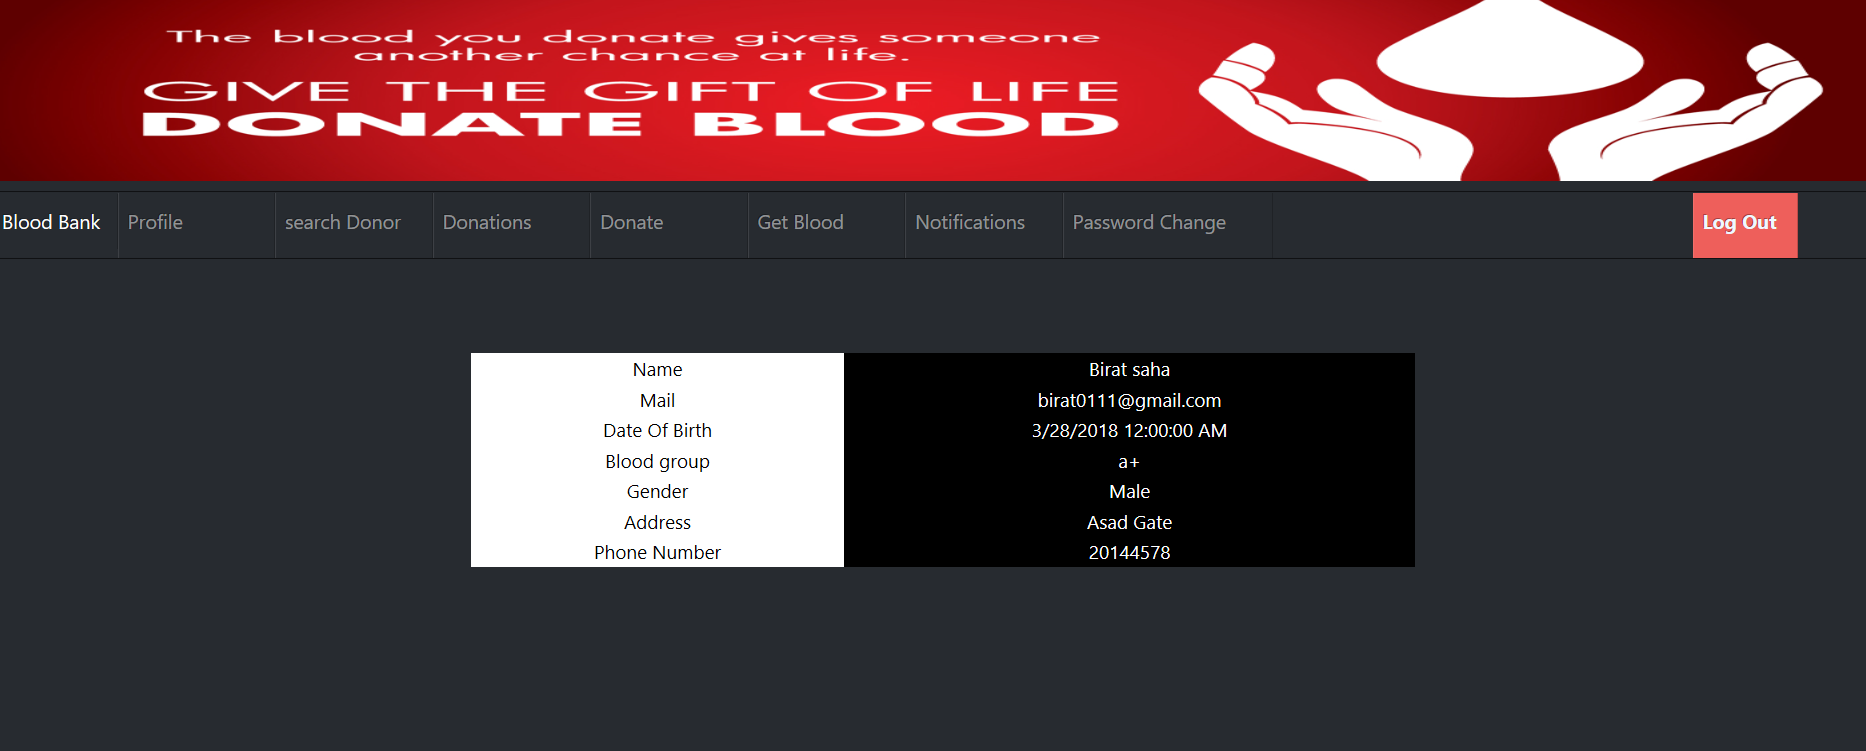 The blood you donate gives someone
another chance at life.
GIVE THE GIFT OF LIFE
DONATE BLOOD
Blood Bank Profile search Donor Donations Donate Get Blood Notifications Password Change Log Out
Name Birat saha
Mail birat0111@gmail.com
Date Of Birth 3/28/2018 12:00:00 AM
Blood group a+
Gender Male
Address Asad Gate
Phone Number 20144578